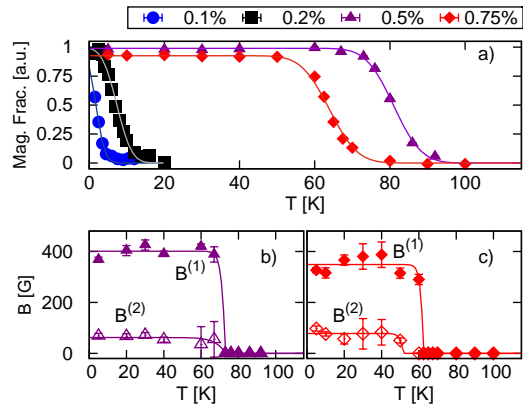 0.1% 0.2% 0.5% 0.75%
1
0.75
0.5
0.25
0
Mag. Frac. [a.u.]
a)
0 20 40 60 80 100
T [K]
400
200
0
B [G]
b)
B(1)
B(2)
c)
B(1)
B(2)
0 20 40 60 80 100
0 20 40 60 80 100
T [K]
T [K]